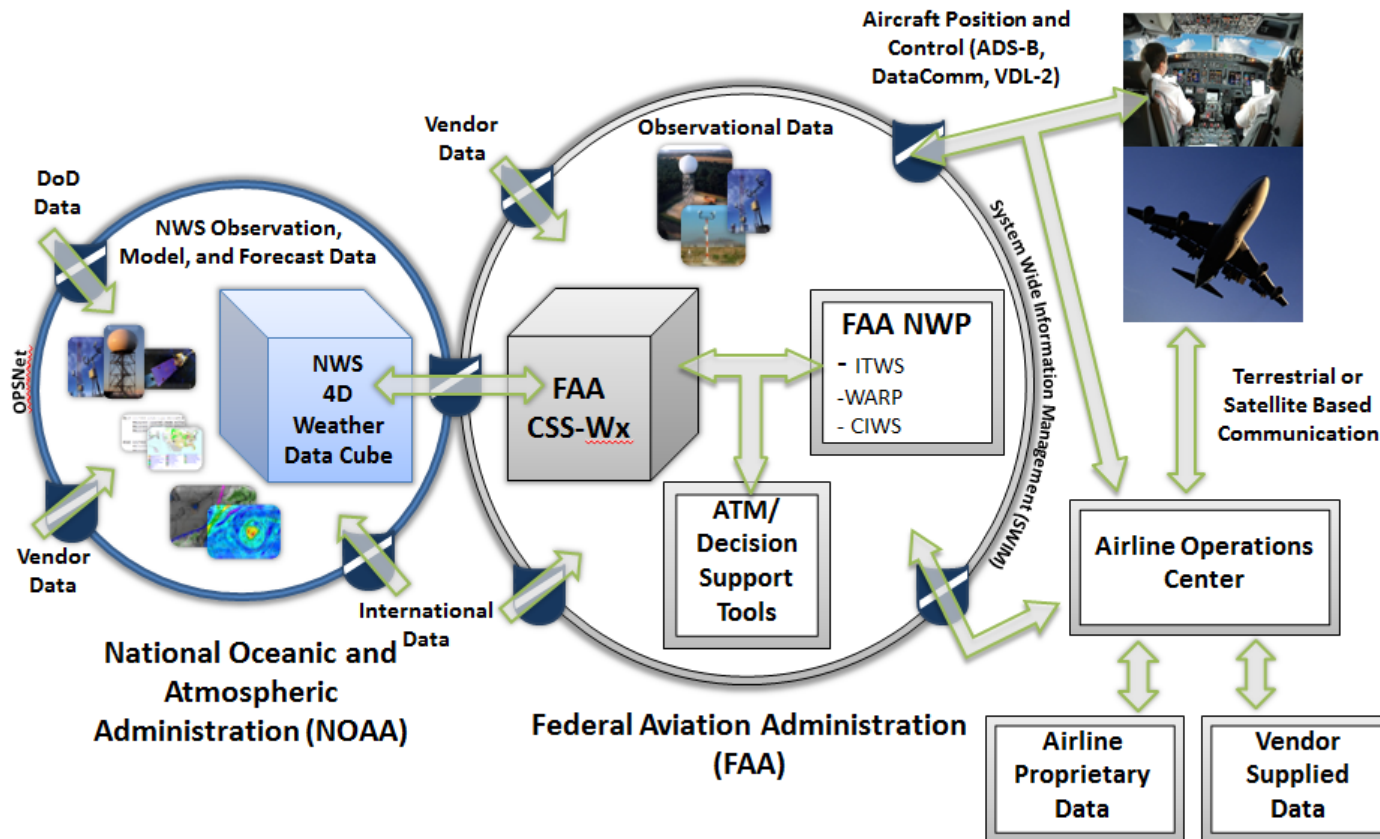 Aircraft Position and
Control (ADS-B,
DataComm, VDL-2)
Vendor
Data
Observational Data
DoD
Data
NWS Observation,
Model, and Forecast Data
OPSNet
NWS
4D
Weather
Data Cube
FAA
CSS-Wx
FAA NWP
- ITWS
-WARP
- CIWS
System Wide Information Management (SWIM)
Terrestrial or
Satellite Based
Communication
ATM/
Decision
Support
Tools
Airline Operations
Center
Vendor
Data
International
Data
National Oceanic and
Atmospheric
Administration (NOAA)
Federal Aviation Administration
(FAA)
Airline
Proprietary
Data
Vendor
Supplied
Data